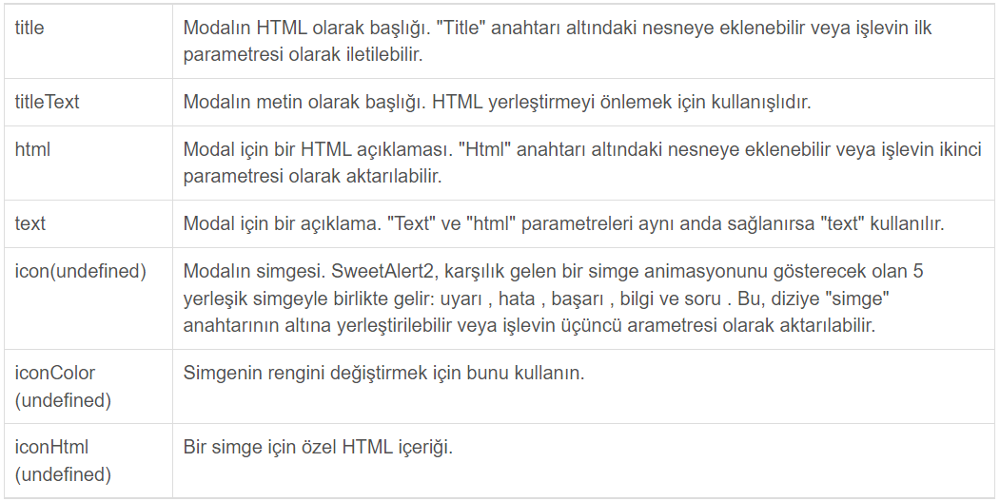 title
Modalın HTML olarak başlığı. "Title" anahtarı altındaki nesneye eklenebilir veya işlevin ilk
parametresi olarak iletilebilir.
titleText
Modalın metin olarak başlığı. HTML yerleştirmeyi önlemek için kullanışlıdır.
html
Modal için bir HTML açıklaması. "Html" anahtarı altındaki nesneye eklenebilir veya işlevin ikinci
parametresi olarak aktarılabilir.
text
Modal için bir açıklama. "Text" ve "html" parametreleri aynı anda sağlanırsa "text" kullanılır.
icon(undefined)
Modalın simgesi. SweetAlert2, karşılık gelen bir simge animasyonunu gösterecek olan 5
yerleşik simgeyle birlikte gelir: uyarı , hata , başarı , bilgi ve soru . Bu, diziye "simge"
anahtarının altına yerleştirilebilir veya işlevin üçüncü arametresi olarak aktarılabilir.
iconColor
(undefined)
Simgenin rengini değiştirmek için bunu kullanın.
iconHtml
(undefined)
Bir simge için özel HTML içeriği.